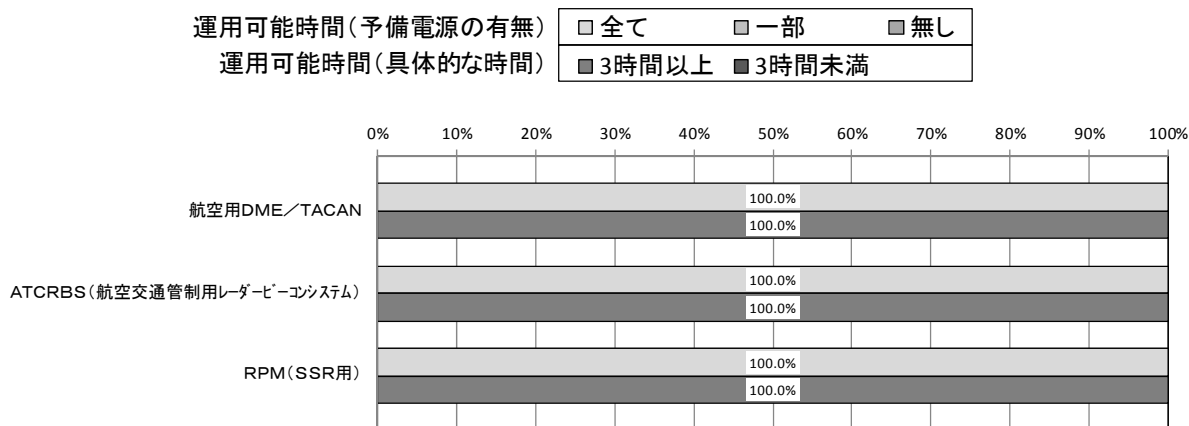 運用可能時間(予備電源の有無) □全て ■一部 ■無し
運用可能時間(具体的な時間) ■3時間以上 ■3時間未満
0% 10% 20% 30% 40% 50% 60% 70% 80% 90% 100%
100.0%
航空用DME/TACAN
100.0%
100.0%
ATCRBS(航空交通管制用ﾚｰﾀﾞｰﾋﾞｰｺﾝｼｽﾃﾑ)
100.0%
100.0%
RPM(SSR用)
100.0%